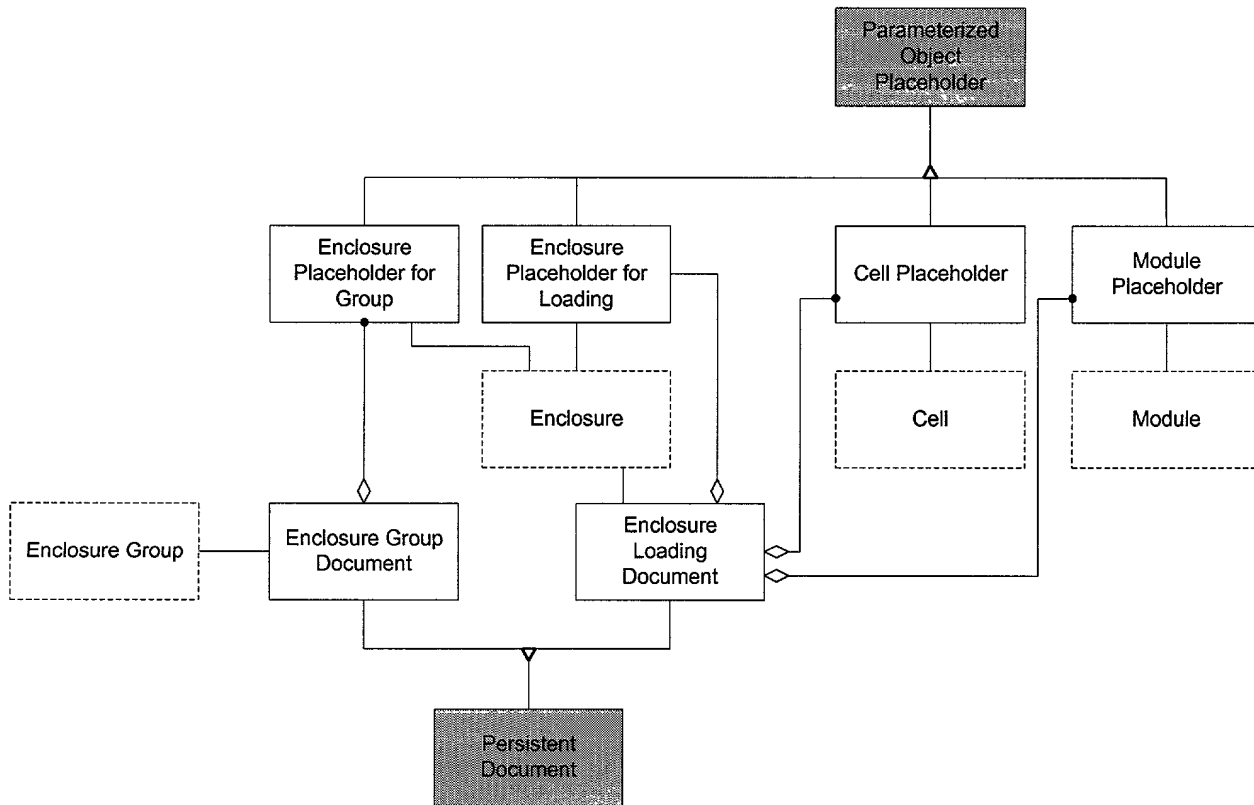 Parameterized
Object
Placeholder
Enclosure
Placeholder for
Group
Enclosure
Placeholder for
Loading
Cell Placeholder
Module
Placeholder
Enclosure
Cell
Module
Enclosure Group
Enclosure Group
Document
Enclosure
Loading
Document
Persistent
Document